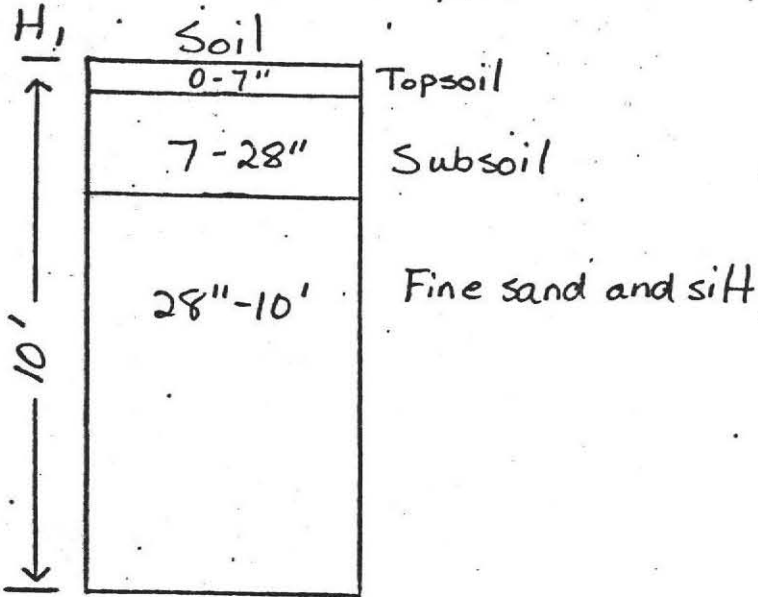 H1
Soil
0-7" Topsoil
7-28" Subsoil
28"-10' Fine sand and silt
10'